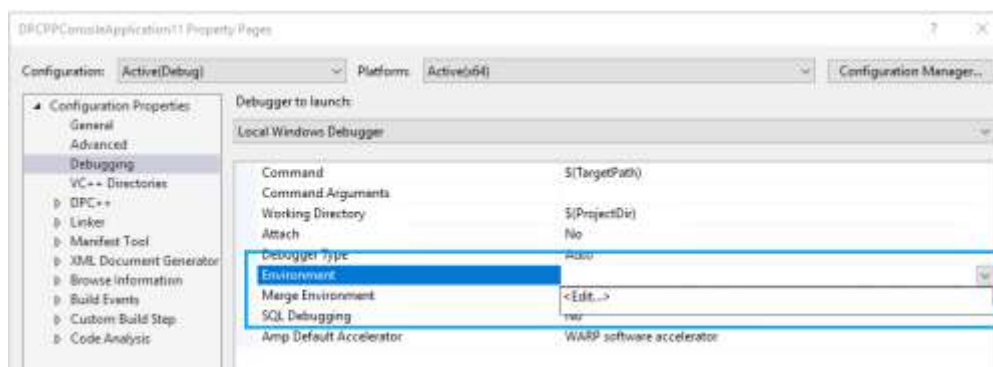 DPCPPConsoleApplication11 Property Pages ? ×
Configuration: Active(Debug) Platform: Active(x64) Configuration Manager...
Configuration Properties
General
Advanced
Debugging
VC++ Directories
DPC++
Linker
Manifest Tool
XML Document Generator
Browse Information
Build Events
Custom Build Step
Code Analysis
Debugger to launch:
Local Windows Debugger
Command $(TargetPath)
Command Arguments
Working Directory $(ProjectDir)
Attach No
Debugger Type Auto
Environment
Merge Environment <Edit...>
SQL Debugging No
Amp Default Accelerator WARP software accelerator